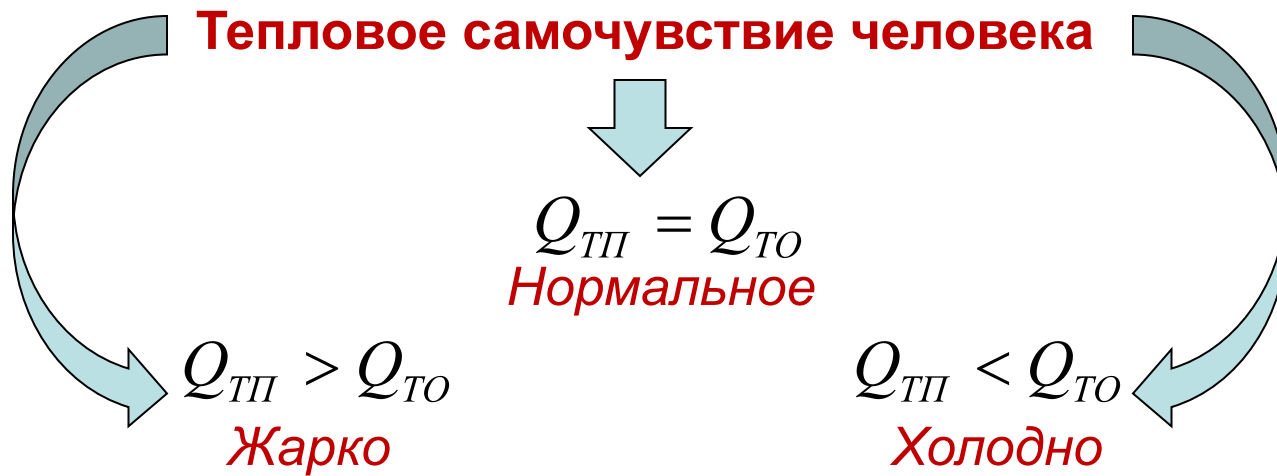 Тепловое самочувствие человека
Q_ТП = Q_ТО
Нормальное
Q_ТП > Q_ТО
Жарко
Q_ТП < Q_ТО
Холодно